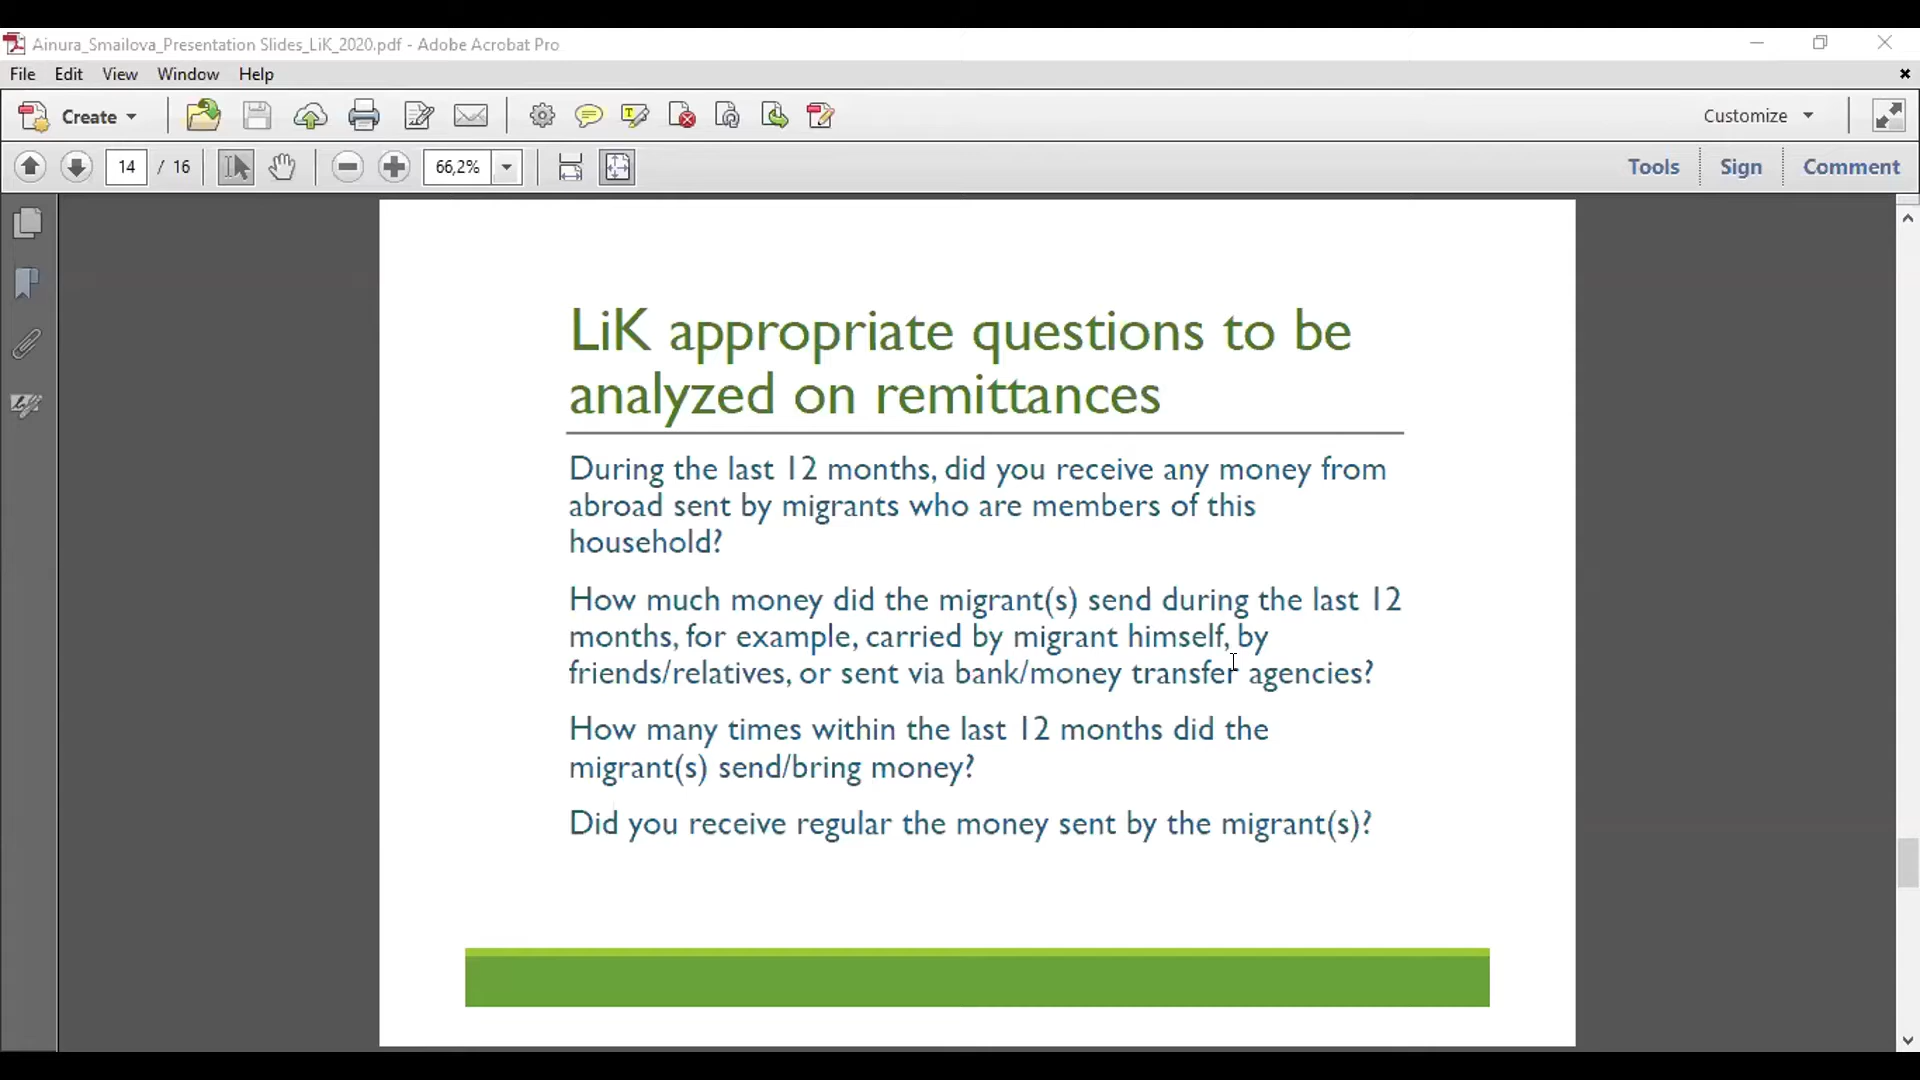 Ainura_Smailova_Presentation Slides_LiK_2020.pdf - Adobe Acrobat Pro
File Edit View Window Help
Create Customize
14 / 16 66,2% Tools Sign Comment
LiK appropriate questions to be
analyzed on remittances
During the last 12 months, did you receive any money from
abroad sent by migrants who are members of this
household?
How much money did the migrant(s) send during the last 12
months, for example, carried by migrant himself, by
friends/relatives, or sent via bank/money transfer agencies?
How many times within the last 12 months did the
migrant(s) send/bring money?
Did you receive regular the money sent by the migrant(s)?